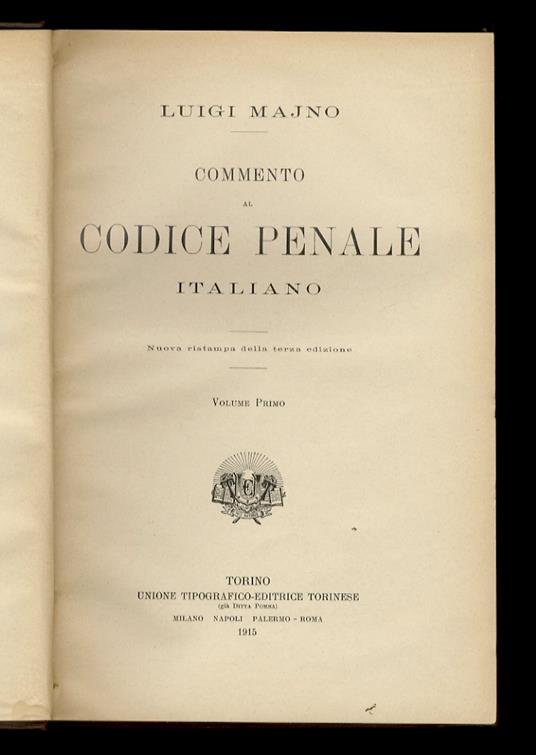 LUIGI MAJNO
COMMENTO
AL
CODICE PENALE
ITALIANO
Nuova ristampa della terza edizione
VOLUME PRIMO
TORINO
UNIONE TIPOGRAFICO-EDITRICE TORINESE
(già DITTA POMBA)
MILANO NAPOLI PALERMO - ROMA
1915